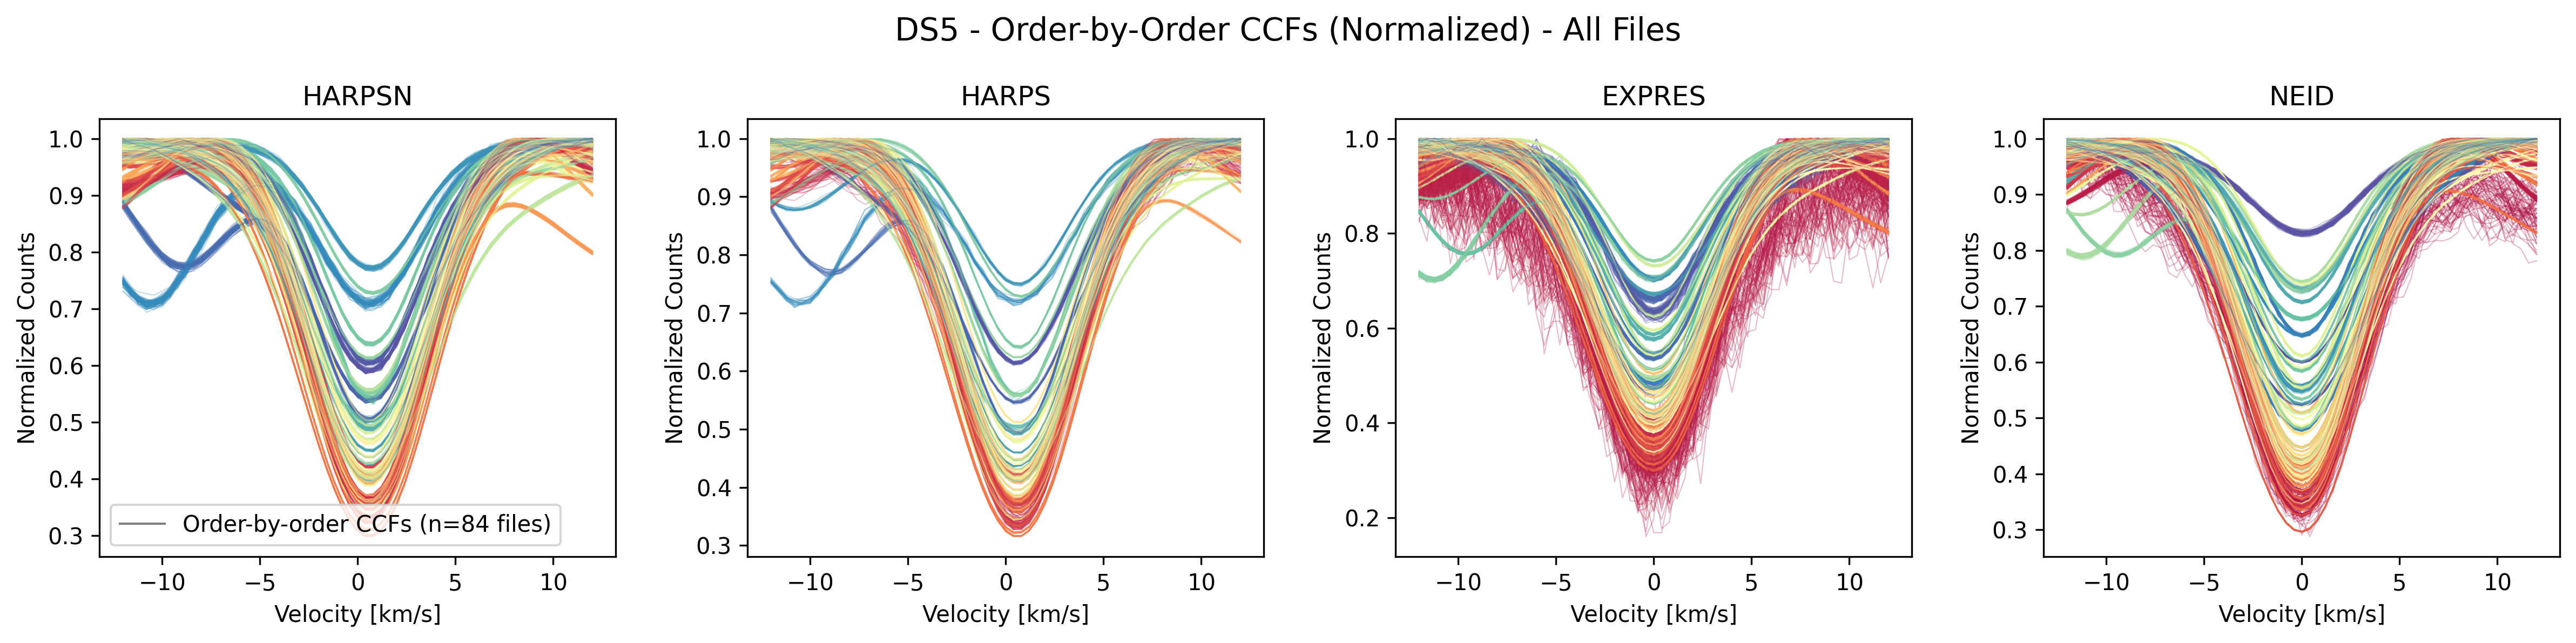 DS5 - Order-by-Order CCFs (Normalized) - All Files
HARPSN
1.0
0.9
0.8
0.7
0.6
0.5
0.4
0.3
Normalized Counts
Order-by-order CCFs (n=84 files)
−10 −5 0 5 10
Velocity [km/s]
HARPS
1.0
0.9
0.8
0.7
0.6
0.5
0.4
0.3
Normalized Counts
−10 −5 0 5 10
Velocity [km/s]
EXPRES
1.0
0.8
0.6
0.4
0.2
Normalized Counts
−10 −5 0 5 10
Velocity [km/s]
NEID
1.0
0.9
0.8
0.7
0.6
0.5
0.4
0.3
Normalized Counts
−10 −5 0 5 10
Velocity [km/s]